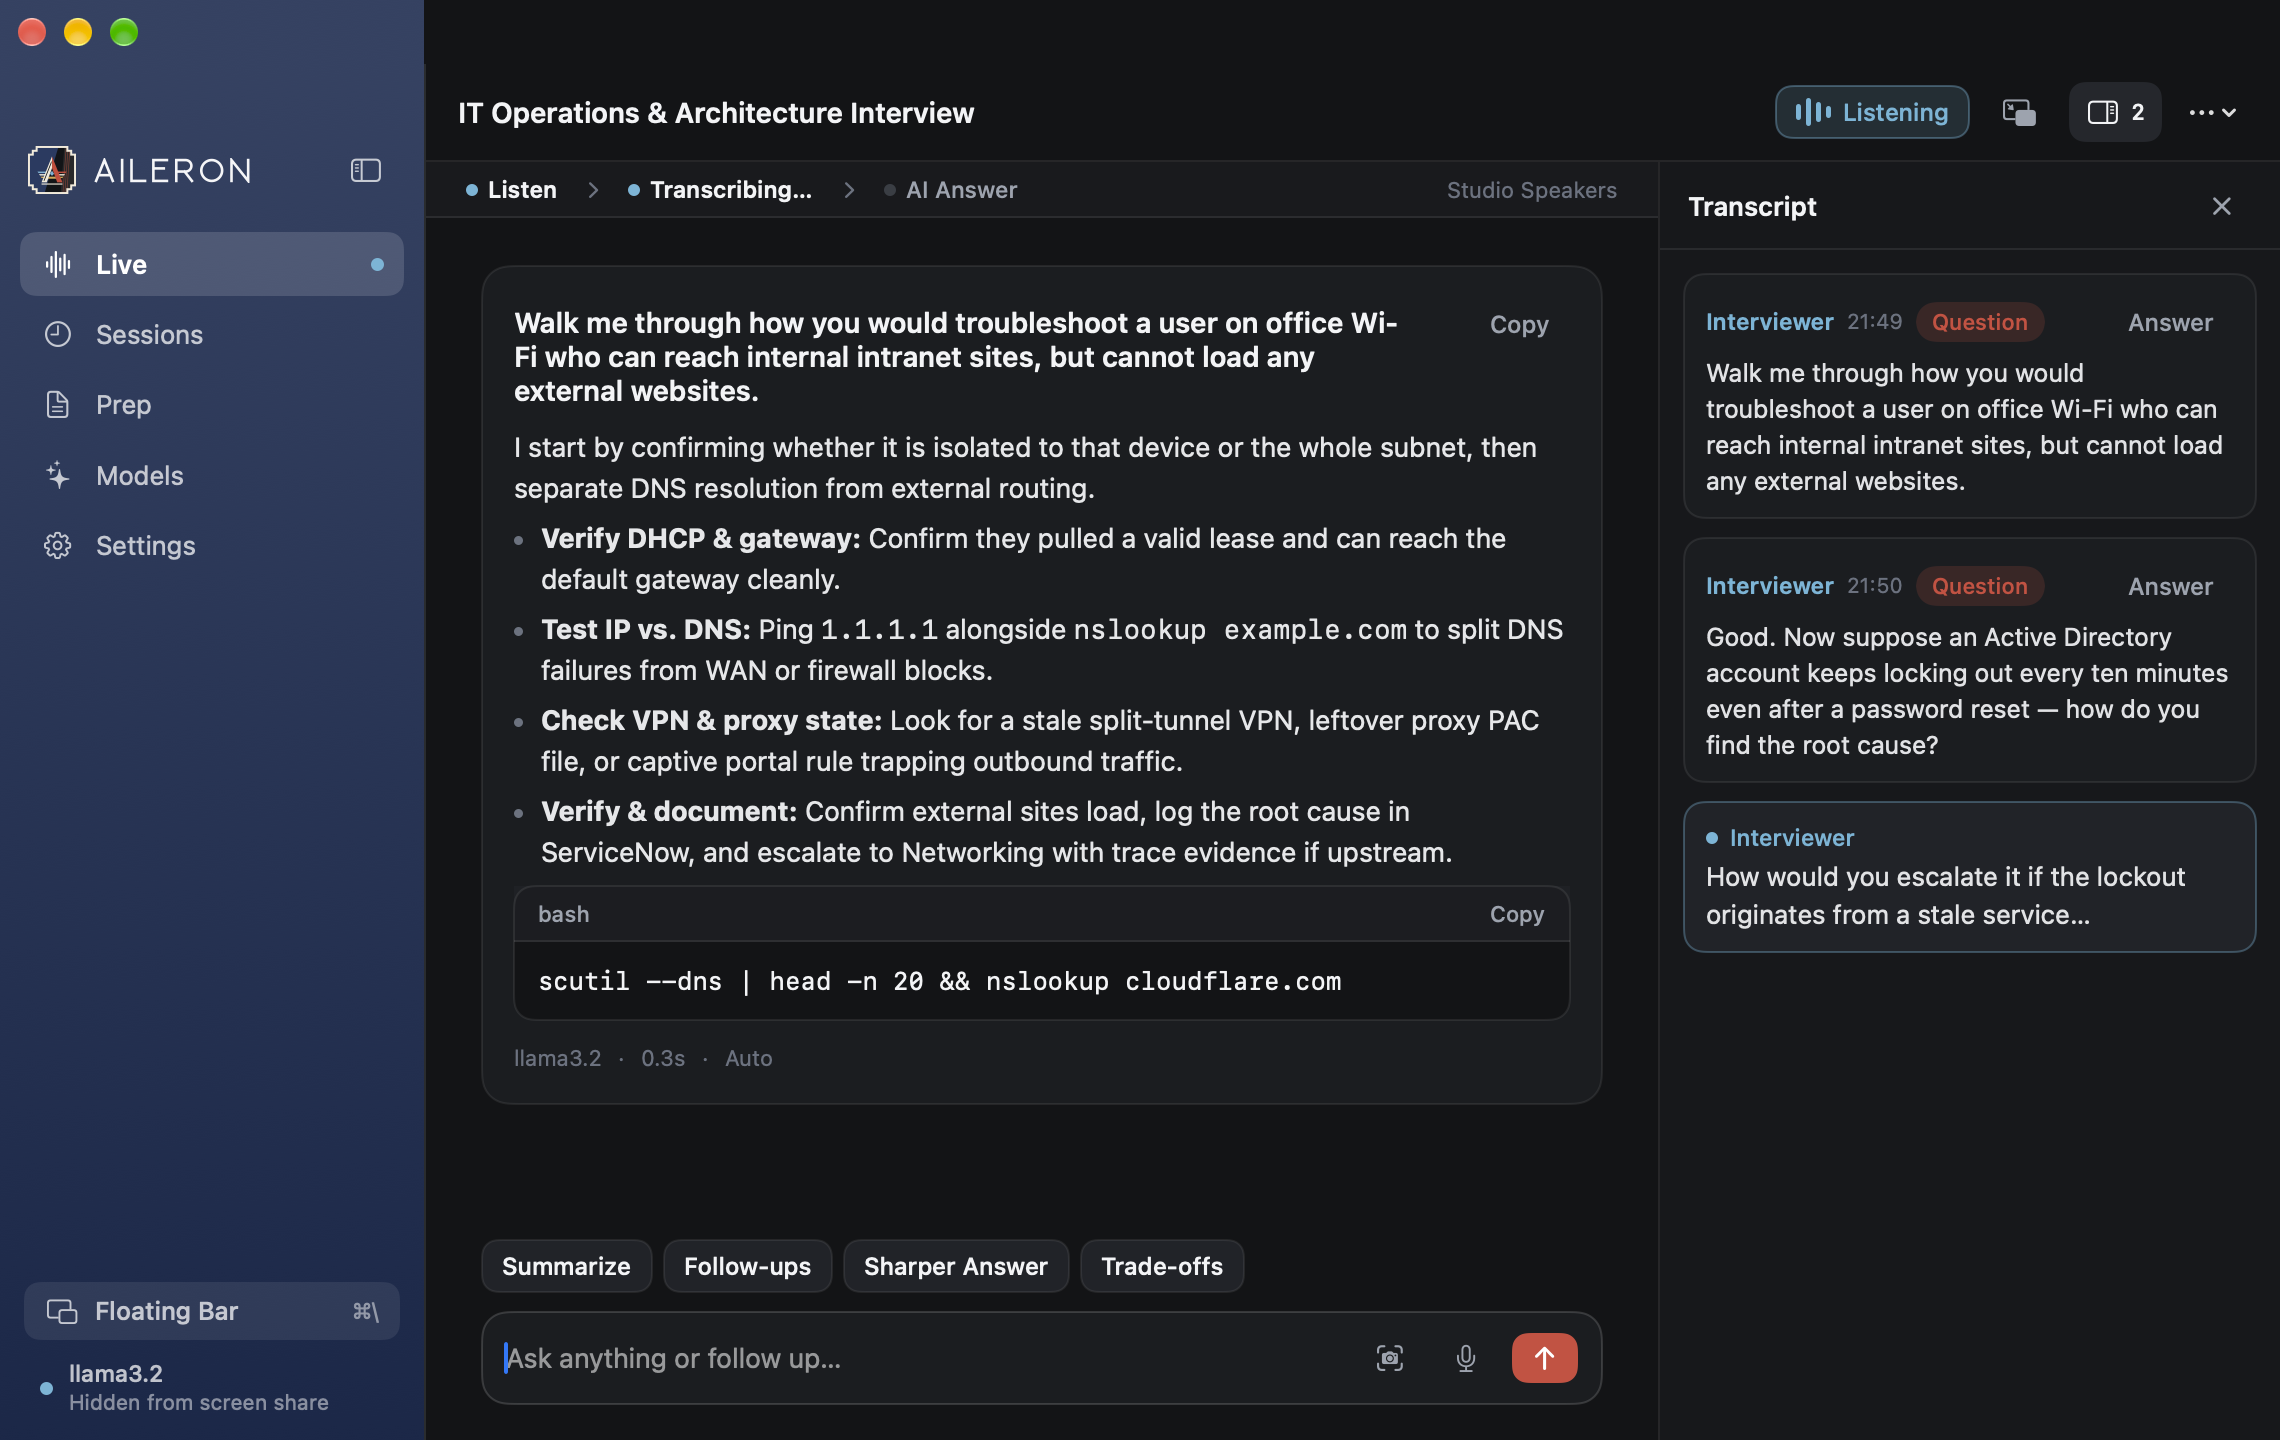 AILERON
Live
Sessions
Prep
Models
Settings
Floating Bar
⌘\
llama3.2
Hidden from screen share
IT Operations & Architecture Interview
Listening
2
Listen
Transcribing...
AI Answer
Studio Speakers
Walk me through how you would troubleshoot a user on office Wi-
Fi who can reach internal intranet sites, but cannot load any
external websites.
Copy
I start by confirming whether it is isolated to that device or the whole subnet, then
separate DNS resolution from external routing.
• Verify DHCP & gateway: Confirm they pulled a valid lease and can reach the
default gateway cleanly.
• Test IP vs. DNS: Ping 1.1.1.1 alongside nslookup example.com to split DNS
failures from WAN or firewall blocks.
• Check VPN & proxy state: Look for a stale split-tunnel VPN, leftover proxy PAC
file, or captive portal rule trapping outbound traffic.
• Verify & document: Confirm external sites load, log the root cause in
ServiceNow, and escalate to Networking with trace evidence if upstream.
bash
Copy
scutil --dns | head -n 20 && nslookup cloudflare.com
llama3.2 · 0.3s · Auto
Summarize
Follow-ups
Sharper Answer
Trade-offs
Ask anything or follow up...
Transcript
Interviewer 21:49 Question Answer
Walk me through how you would
troubleshoot a user on office Wi-Fi who can
reach internal intranet sites, but cannot load
any external websites.
Interviewer 21:50 Question Answer
Good. Now suppose an Active Directory
account keeps locking out every ten minutes
even after a password reset — how do you
find the root cause?
Interviewer
How would you escalate it if the lockout
originates from a stale service...